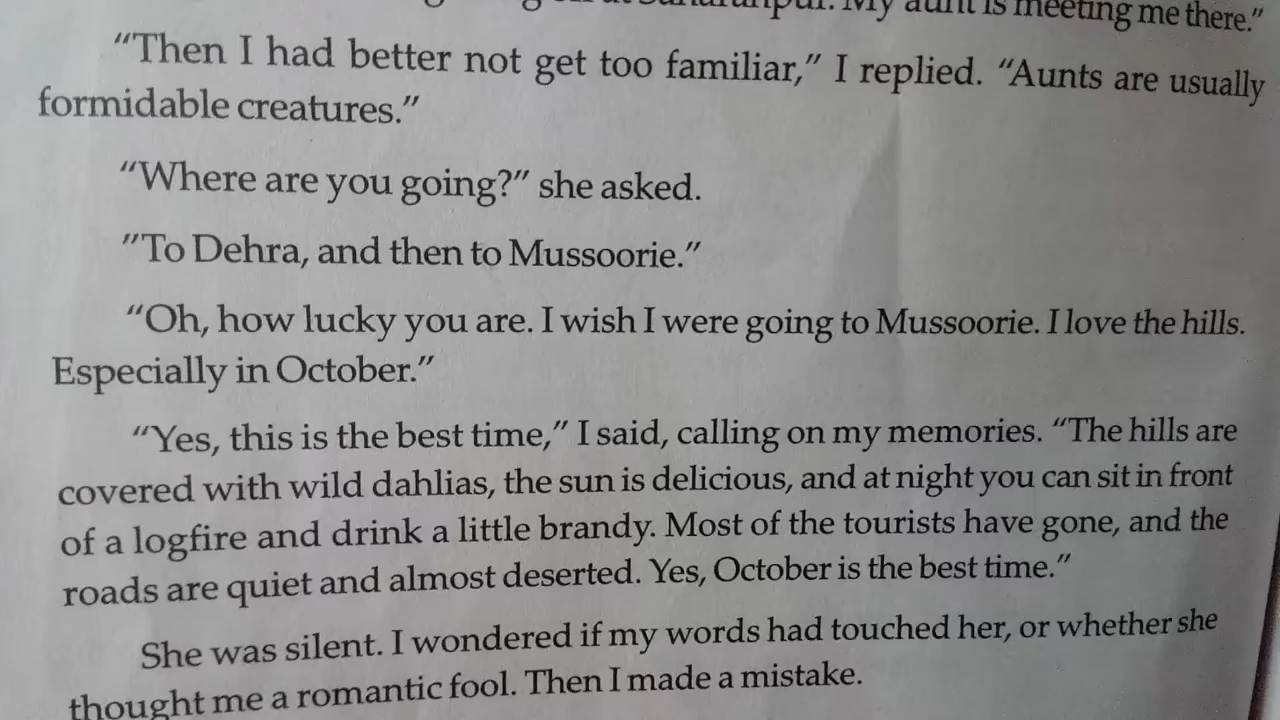 My aunt is meeting me there."
"Then I had better not get too familiar," I replied. "Aunts are usually
formidable creatures."
"Where are you going?" she asked.
"To Dehra, and then to Mussoorie."
"Oh, how lucky you are. I wish I were going to Mussoorie. I love the hills.
Especially in October."
"Yes, this is the best time," I said, calling on my memories. "The hills are
covered with wild dahlias, the sun is delicious, and at night you can sit in front
of a logfire and drink a little brandy. Most of the tourists have gone, and the
roads are quiet and almost deserted. Yes, October is the best time."
She was silent. I wondered if my words had touched her, or whether she
thought me a romantic fool. Then I made a mistake.